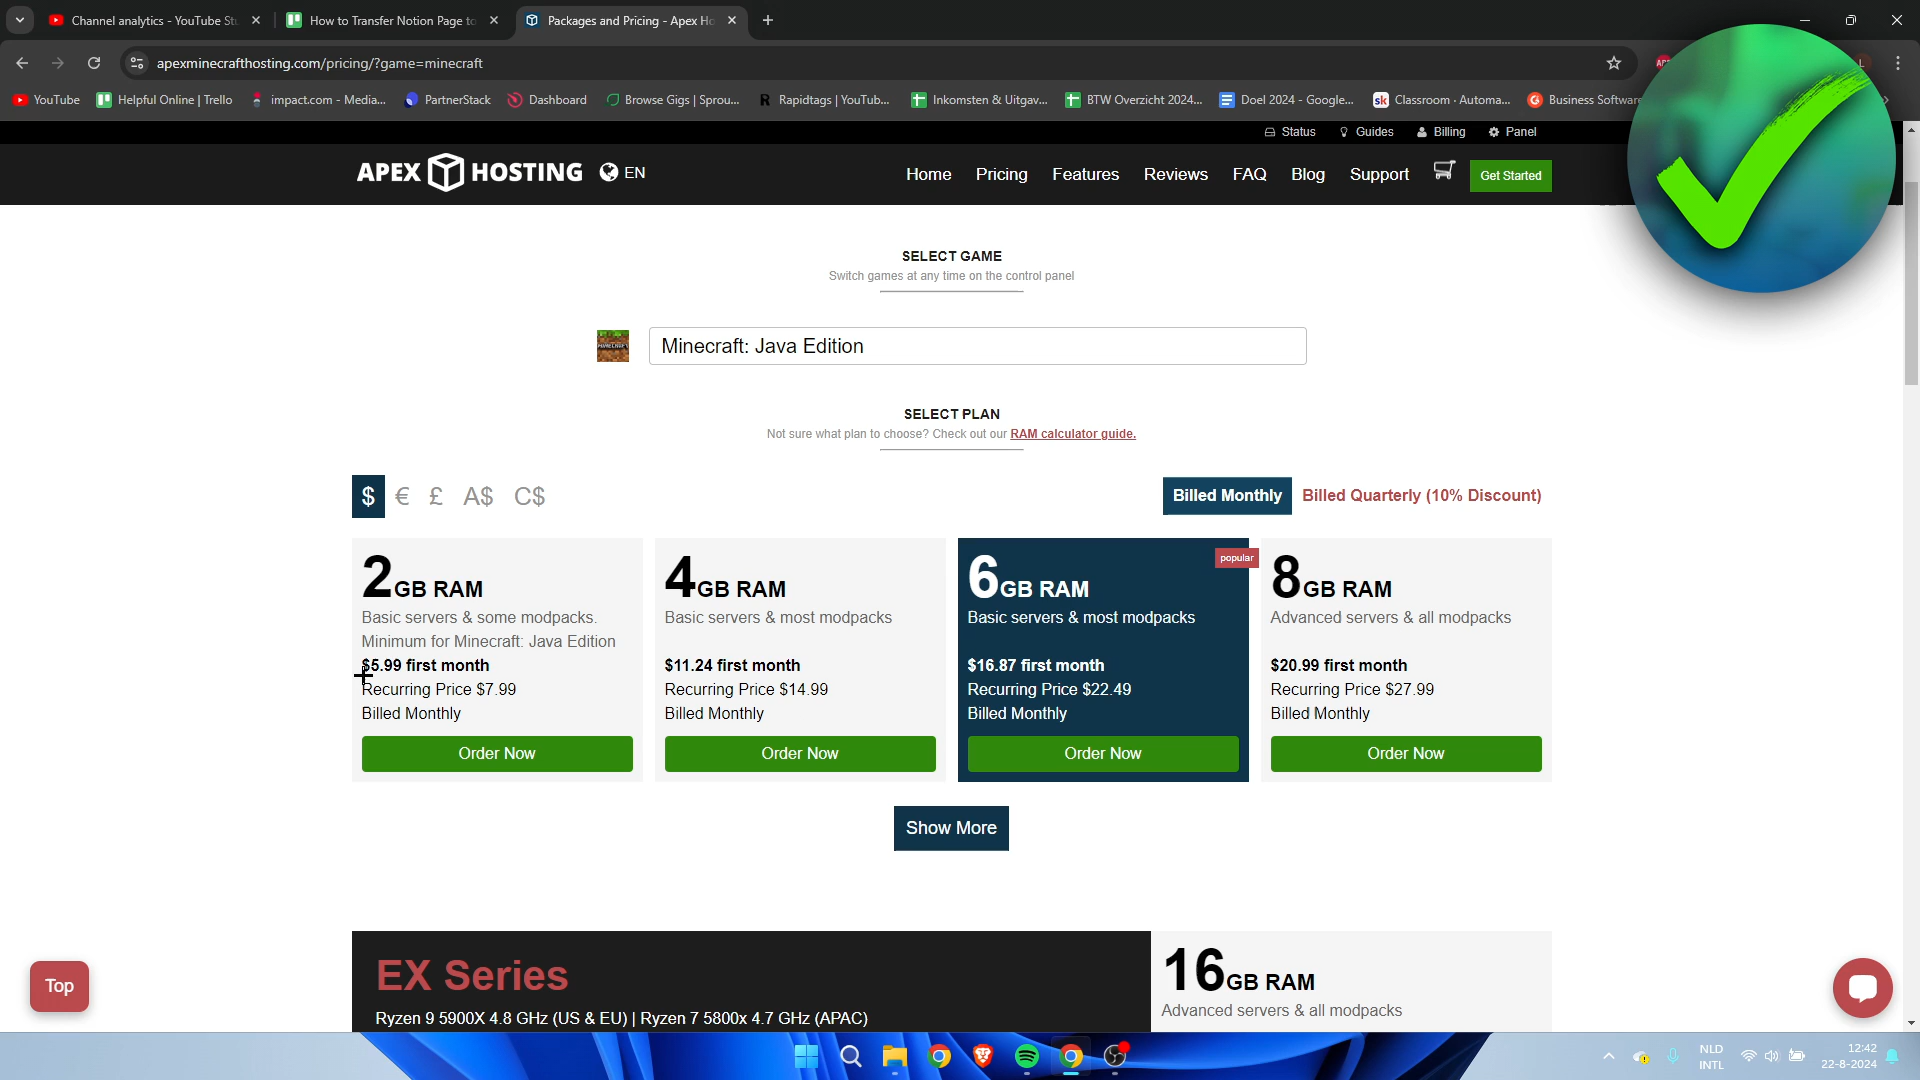 Channel analytics - YouTube Stu
How to Transfer Notion Page to
Packages and Pricing - Apex Ho
apexminecrafthosting.com/pricing/?game=minecraft
YouTube
Helpful Online | Trello
impact.com - Media...
PartnerStack
Dashboard
Browse Gigs | Sprou...
Rapidtags | YouTub...
Inkomsten & Uitgav...
BTW Overzicht 2024...
Doel 2024 - Google...
Classroom - Automa...
Business Software
Status
Guides
Billing
Panel
APEX HOSTING
EN
Home
Pricing
Features
Reviews
FAQ
Blog
Support
Get Started
SELECT GAME
Switch games at any time on the control panel
Minecraft: Java Edition
SELECT PLAN
Not sure what plan to choose? Check out our RAM calculator guide.
$ € £ A$ C$
Billed Monthly
Billed Quarterly (10% Discount)
2GB RAM
Basic servers & some modpacks.
Minimum for Minecraft: Java Edition
$5.99 first month
Recurring Price $7.99
Billed Monthly
Order Now
4GB RAM
Basic servers & most modpacks
$11.24 first month
Recurring Price $14.99
Billed Monthly
Order Now
popular
6GB RAM
Basic servers & most modpacks
$16.87 first month
Recurring Price $22.49
Billed Monthly
Order Now
8GB RAM
Advanced servers & all modpacks
$20.99 first month
Recurring Price $27.99
Billed Monthly
Order Now
Show More
EX Series
Ryzen 9 5900X 4.8 GHz (US & EU) | Ryzen 7 5800x 4.7 GHz (APAC)
16GB RAM
Advanced servers & all modpacks
Top
NLD
INTL
12:42
22-8-2024